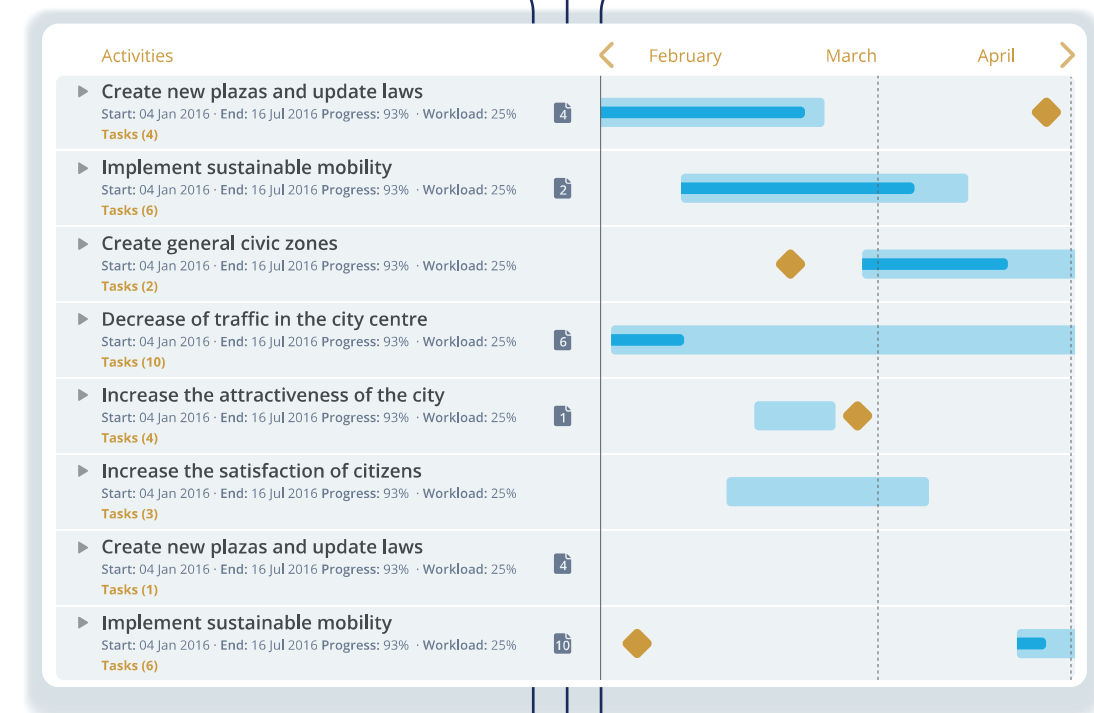 Activities February March April
Create new plazas and update laws
Start: 04 Jan 2016 · End: 16 Jul 2016 Progress: 93% · Workload: 25% 4
Tasks (4)
Implement sustainable mobility
Start: 04 Jan 2016 · End: 16 Jul 2016 Progress: 93% · Workload: 25% 2
Tasks (6)
Create general civic zones
Start: 04 Jan 2016 · End: 16 Jul 2016 Progress: 93% · Workload: 25%
Tasks (2)
Decrease of traffic in the city centre
Start: 04 Jan 2016 · End: 16 Jul 2016 Progress: 93% · Workload: 25% 6
Tasks (10)
Increase the attractiveness of the city
Start: 04 Jan 2016 · End: 16 Jul 2016 Progress: 93% · Workload: 25% 1
Tasks (4)
Increase the satisfaction of citizens
Start: 04 Jan 2016 · End: 16 Jul 2016 Progress: 93% · Workload: 25%
Tasks (3)
Create new plazas and update laws
Start: 04 Jan 2016 · End: 16 Jul 2016 Progress: 93% · Workload: 25% 4
Tasks (1)
Implement sustainable mobility
Start: 04 Jan 2016 · End: 16 Jul 2016 Progress: 93% · Workload: 25% 10
Tasks (6)